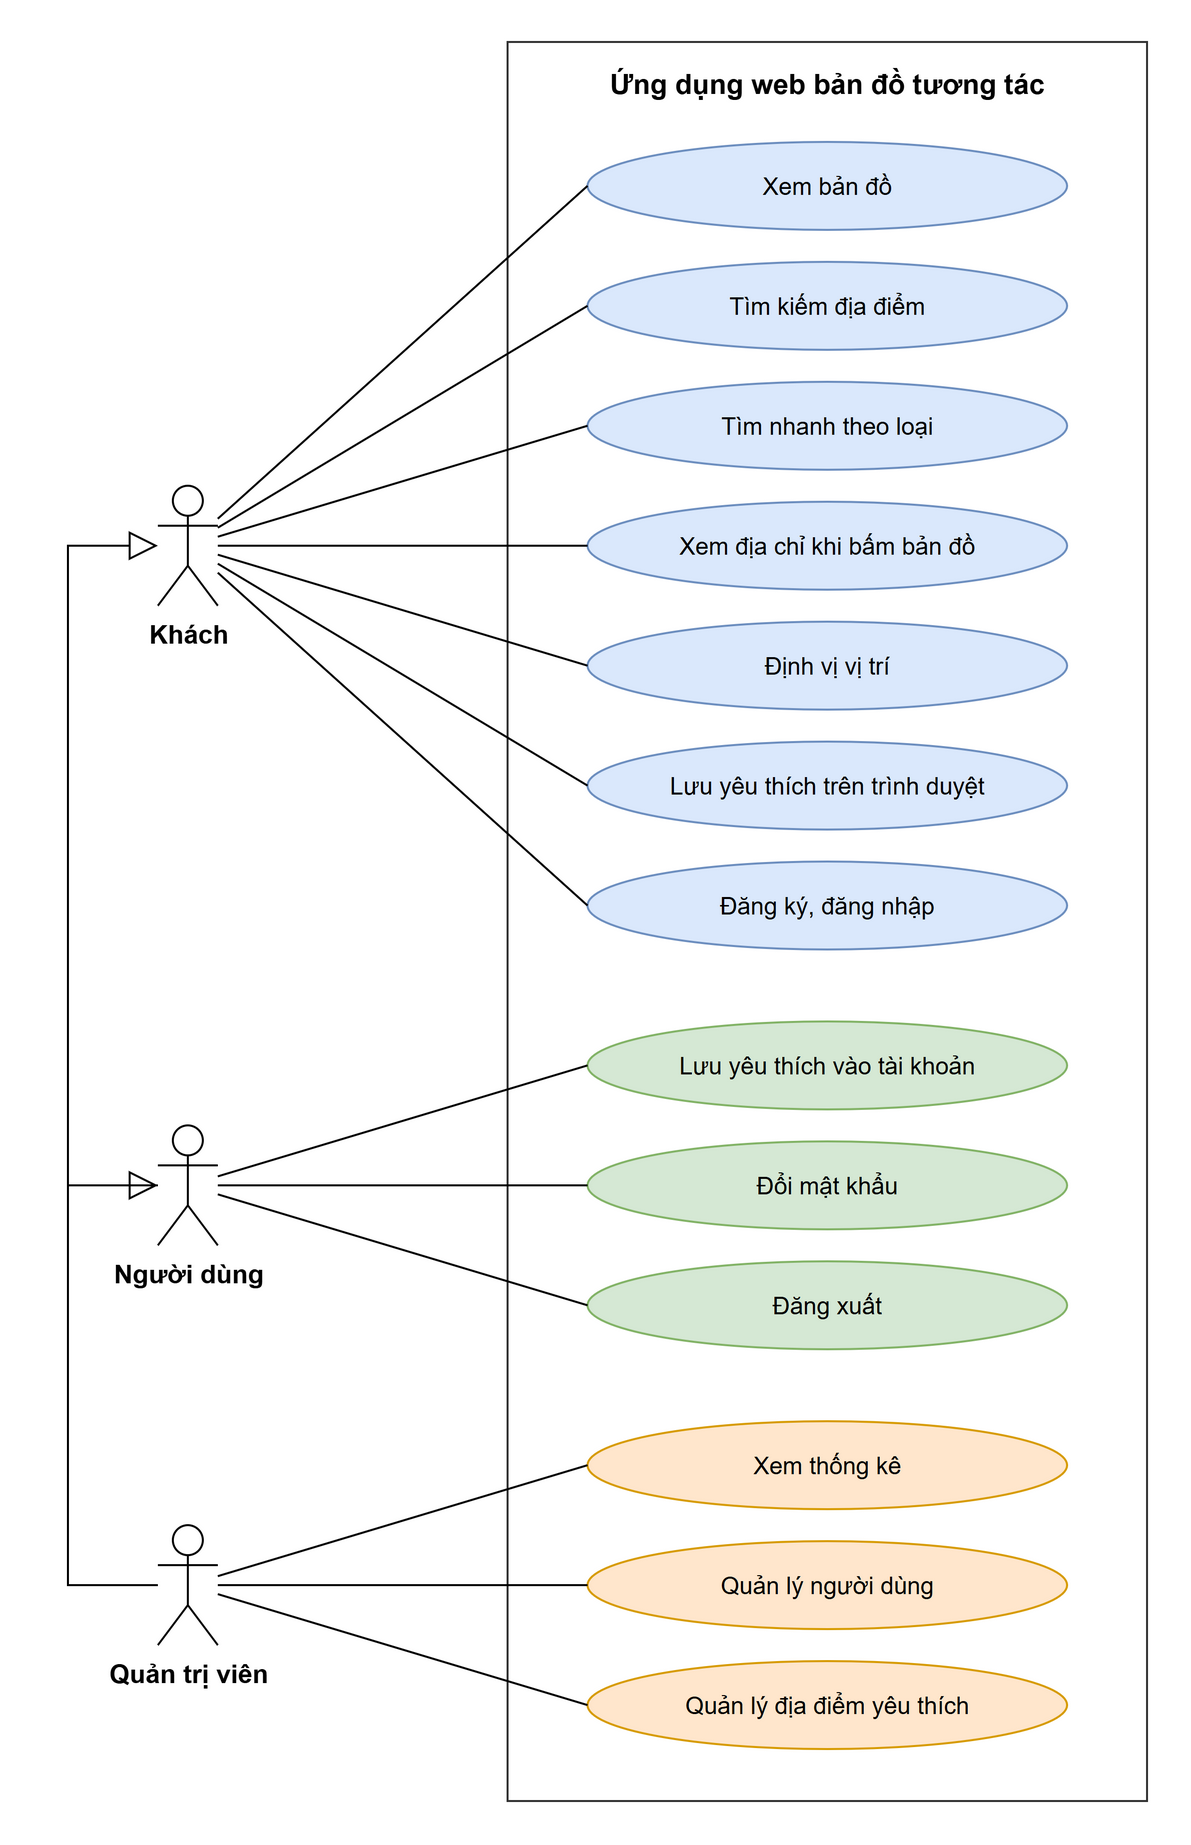 Ứng dụng web bản đồ tương tác
Xem bản đồ
Tìm kiếm địa điểm
Tìm nhanh theo loại
Xem địa chỉ khi bấm bản đồ
Khách
Định vị vị trí
Lưu yêu thích trên trình duyệt
Đăng ký, đăng nhập
Lưu yêu thích vào tài khoản
Đổi mật khẩu
Người dùng
Đăng xuất
Xem thống kê
Quản lý người dùng
Quản trị viên
Quản lý địa điểm yêu thích